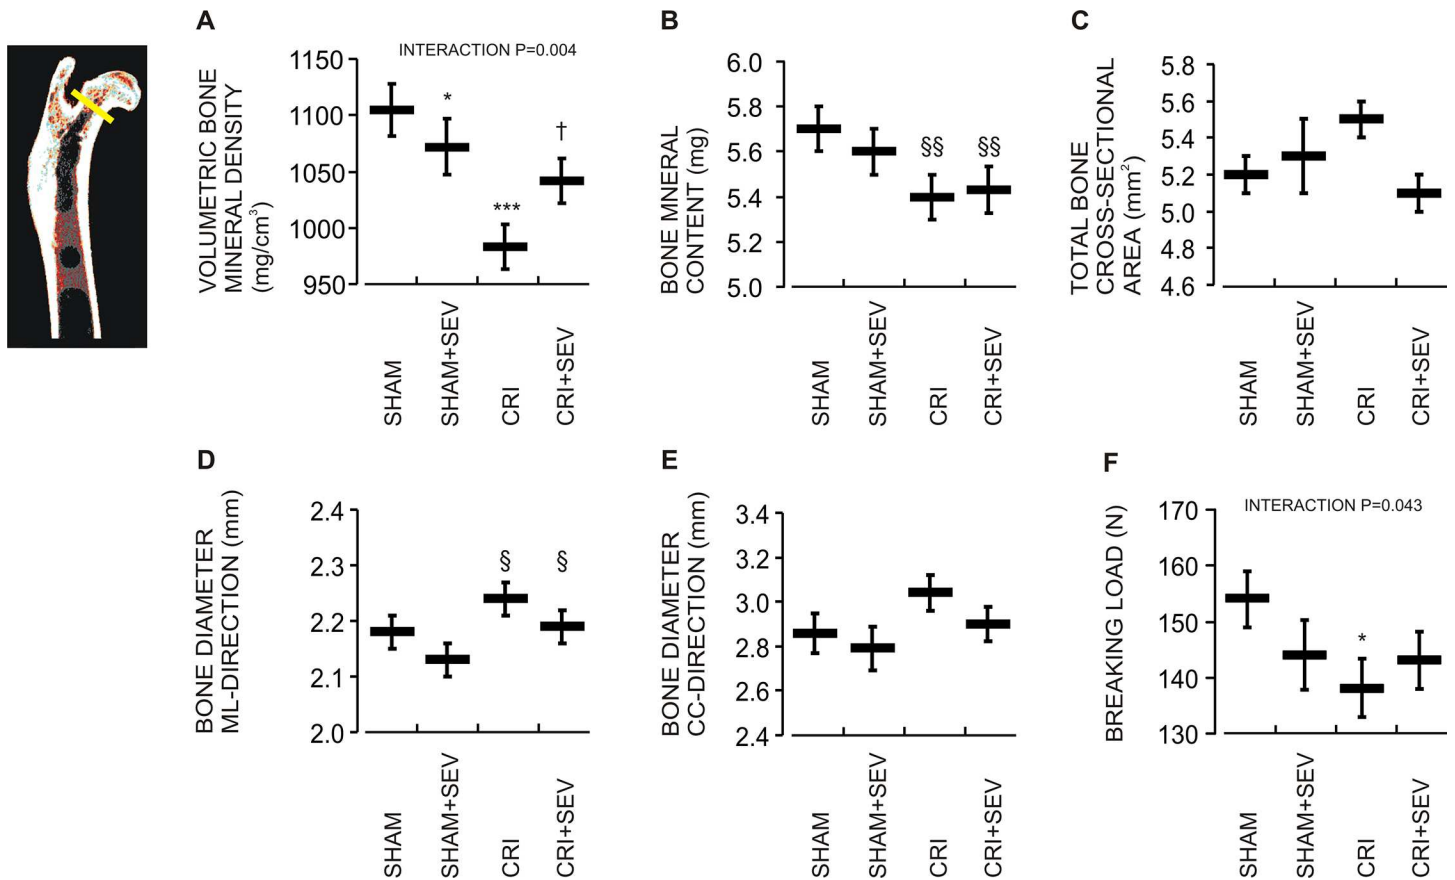 A
INTERACTION P=0.004
VOLUMETRIC BONE
MINERAL DENSITY
(mg/cm³)
1150
1100
1050
1000
950
*
***
†
SHAM
SHAM+SEV
CRI
CRI+SEV
B
BONE MNERAL
CONTENT (mg)
6.0
5.8
5.6
5.4
5.2
5.0
§§
§§
SHAM
SHAM+SEV
CRI
CRI+SEV
C
TOTAL BONE
CROSS-SECTIONAL
AREA (mm²)
5.8
5.6
5.4
5.2
5.0
4.8
4.6
SHAM
SHAM+SEV
CRI
CRI+SEV
D
BONE DIAMETER
ML-DIRECTION (mm)
2.4
2.3
2.2
2.1
2.0
§
§
SHAM
SHAM+SEV
CRI
CRI+SEV
E
BONE DIAMETER
CC-DIRECTION (mm)
3.4
3.2
3.0
2.8
2.6
2.4
SHAM
SHAM+SEV
CRI
CRI+SEV
F
INTERACTION P=0.043
BREAKING LOAD (N)
170
160
150
140
130
*
SHAM
SHAM+SEV
CRI
CRI+SEV